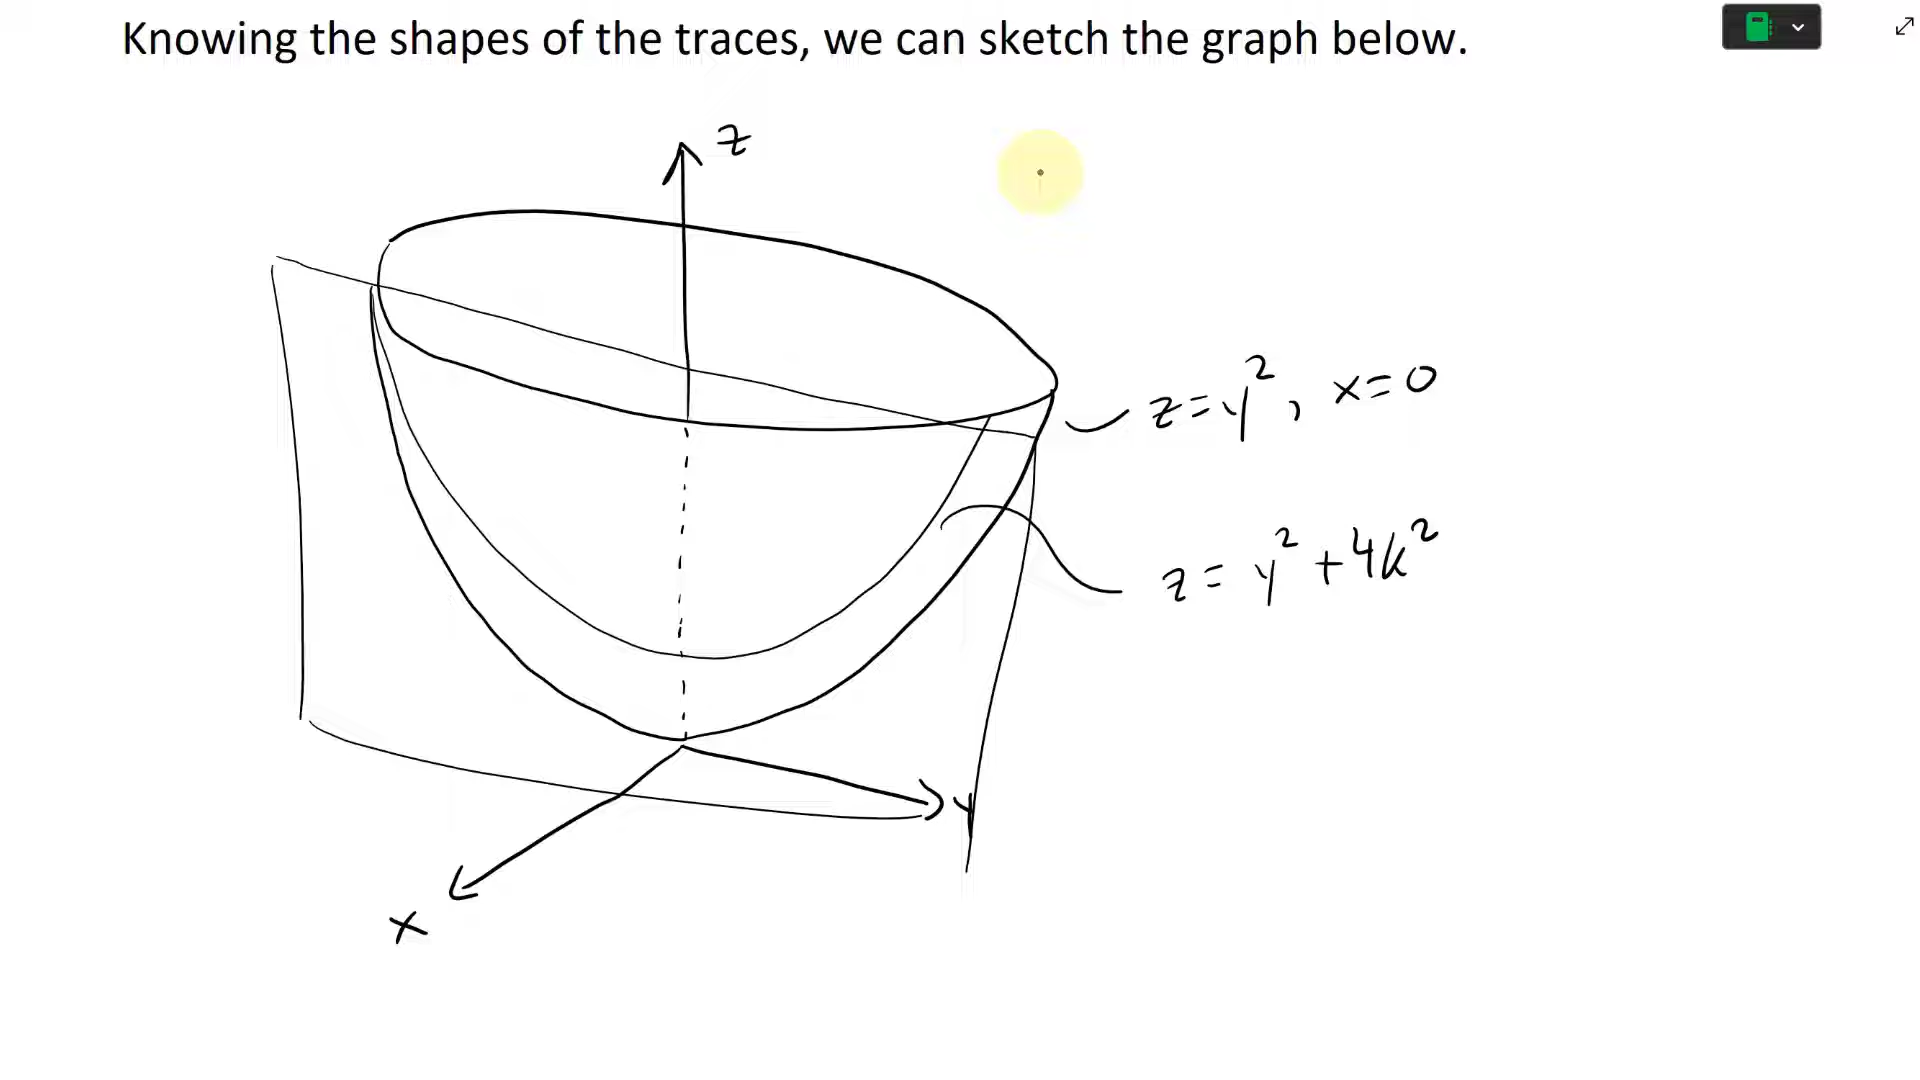 Knowing the shapes of the traces, we can sketch the graph below.
z
z = y², x = 0
z = y² + 4k²
y
x